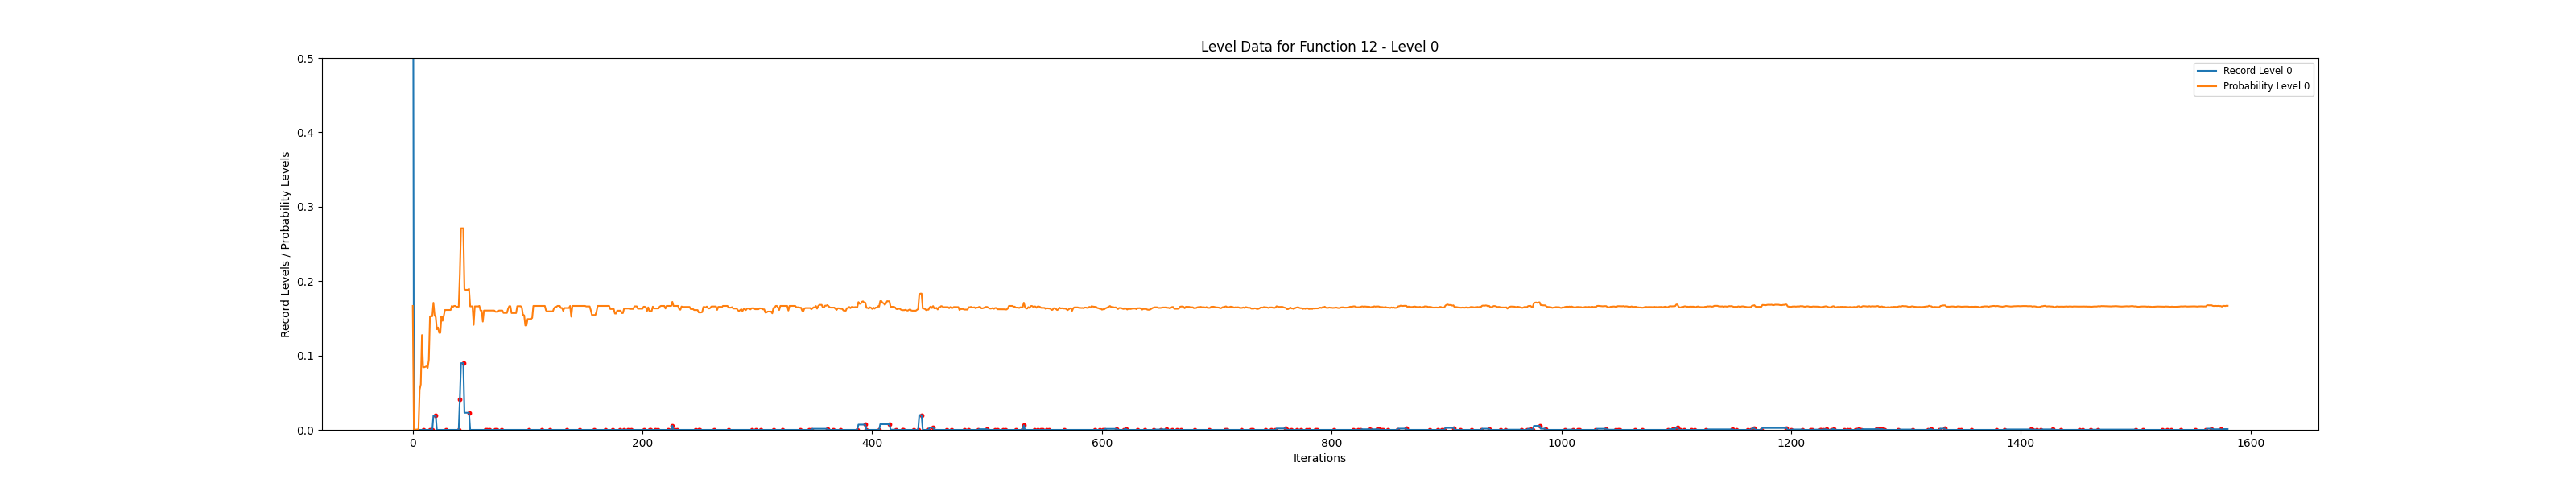 Level Data for Function 12 - Level 0
Record Level 0
Probability Level 0
Record Levels / Probability Levels
0.5
0.4
0.3
0.2
0.1
0.0
0 200 400 600 800 1000 1200 1400 1600
Iterations